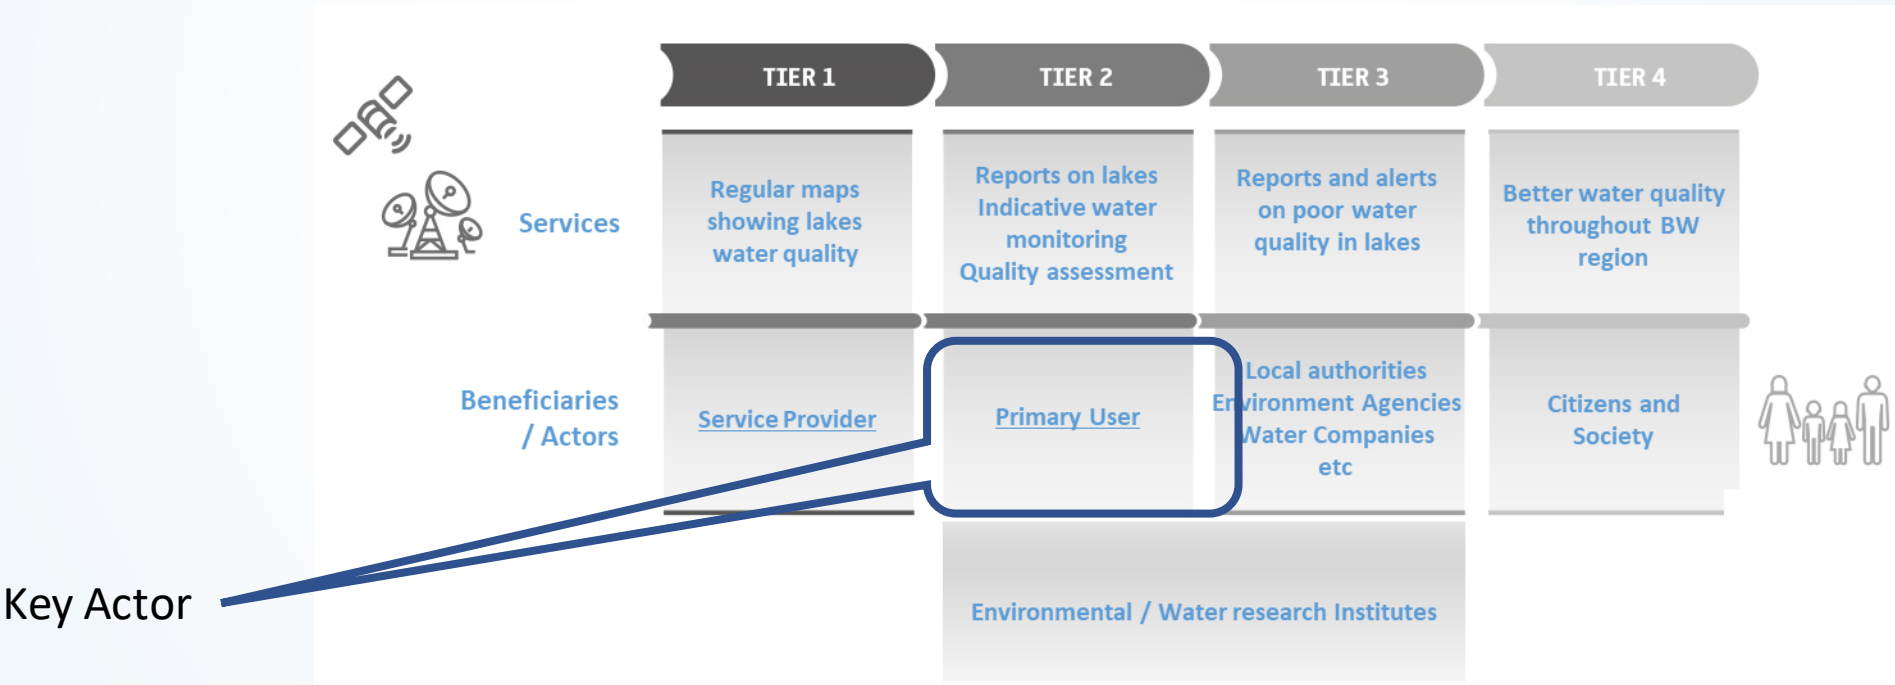 TIER 1
TIER 2
TIER 3
TIER 4
Services
Regular maps
showing lakes
water quality
Reports on lakes
Indicative water
monitoring
Quality assessment
Reports and alerts
on poor water
quality in lakes
Better water quality
throughout BW
region
Beneficiaries
/ Actors
Service Provider
Primary User
Local authorities
Environment Agencies
Water Companies
etc
Citizens and
Society
Key Actor
Environmental / Water research Institutes